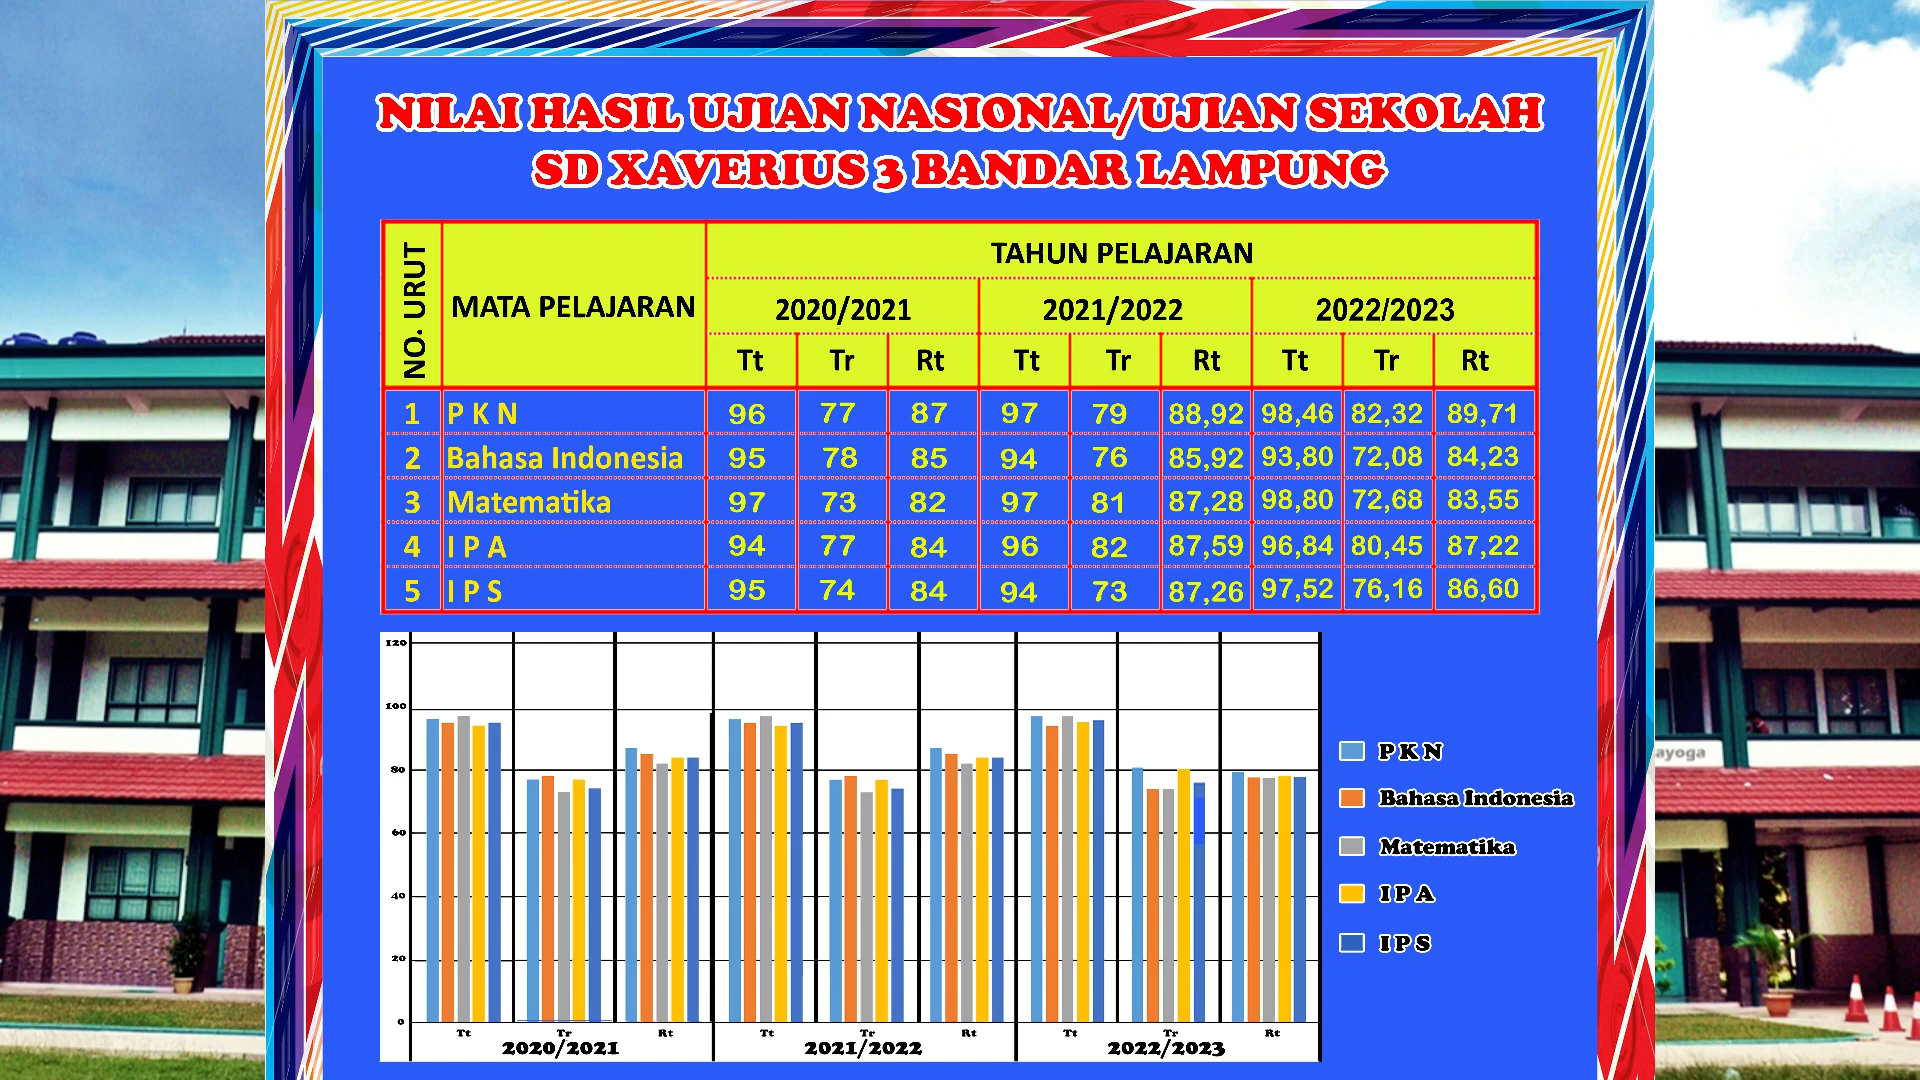 NILAI HASIL UJIAN NASIONAL/UJIAN SEKOLAH
SD XAVERIUS 3 BANDAR LAMPUNG
NO. URUT MATA PELAJARAN TAHUN PELAJARAN
2020/2021 2021/2022 2022/2023
Tt Tr Rt Tt Tr Rt Tt Tr Rt
1 P K N 96 77 87 97 79 88,92 98,46 82,32 89,71
2 Bahasa Indonesia 95 78 85 94 76 85,92 93,80 72,08 84,23
3 Matematika 97 73 82 97 81 87,28 98,80 72,68 83,55
4 I P A 94 77 84 96 82 87,59 96,84 80,45 87,22
5 I P S 95 74 84 94 73 87,26 97,52 76,16 86,60
120
100
80
60
40
20
0
Tt Tr Rt Tt Tr Rt Tt Tr Rt
2020/2021 2021/2022 2022/2023
P K N
Bahasa Indonesia
Matematika
I P A
I P S
ayoga